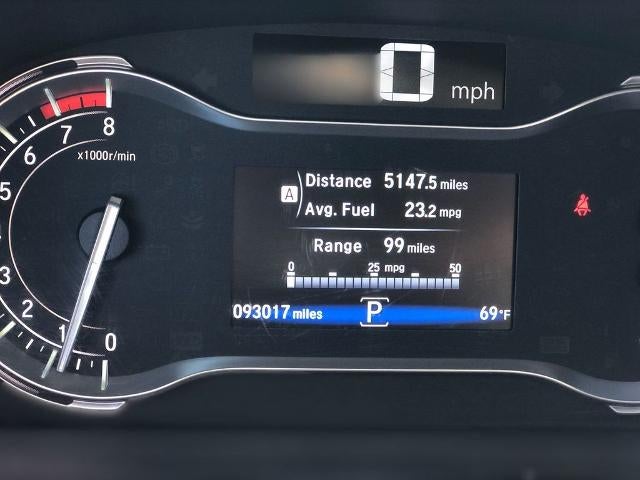 0 mph
8
7
6
5
4
3
2
1
0
x1000r/min
A
Distance 5147.5 miles
Avg. Fuel 23.2 mpg
Range 99 miles
0 25 mpg 50
093017 miles P 69°F